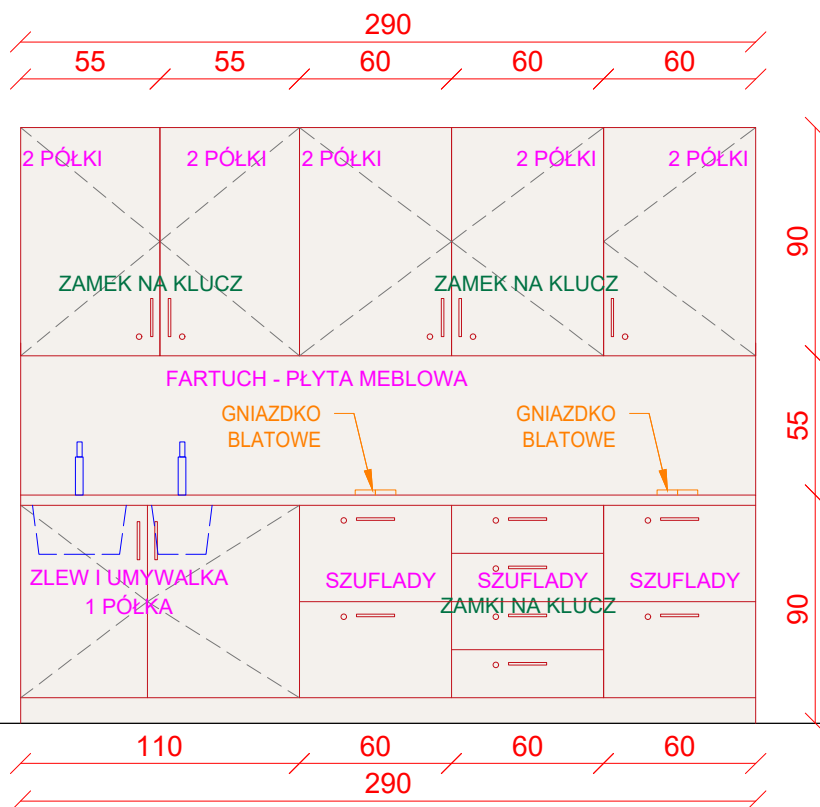 290
55 55 60 60 60
2 PÓŁKI 2 PÓŁKI 2 PÓŁKI 2 PÓŁKI 2 PÓŁKI
90
ZAMEK NA KLUCZ ZAMEK NA KLUCZ
FARTUCH - PŁYTA MEBLOWA
55
GNIAZDKO GNIAZDKO
BLATOWE BLATOWE
ZLEW I UMYWALKA SZUFLADY SZUFLADY SZUFLADY
1 PÓŁKA ZAMKI NA KLUCZ
90
110 60 60 60
290